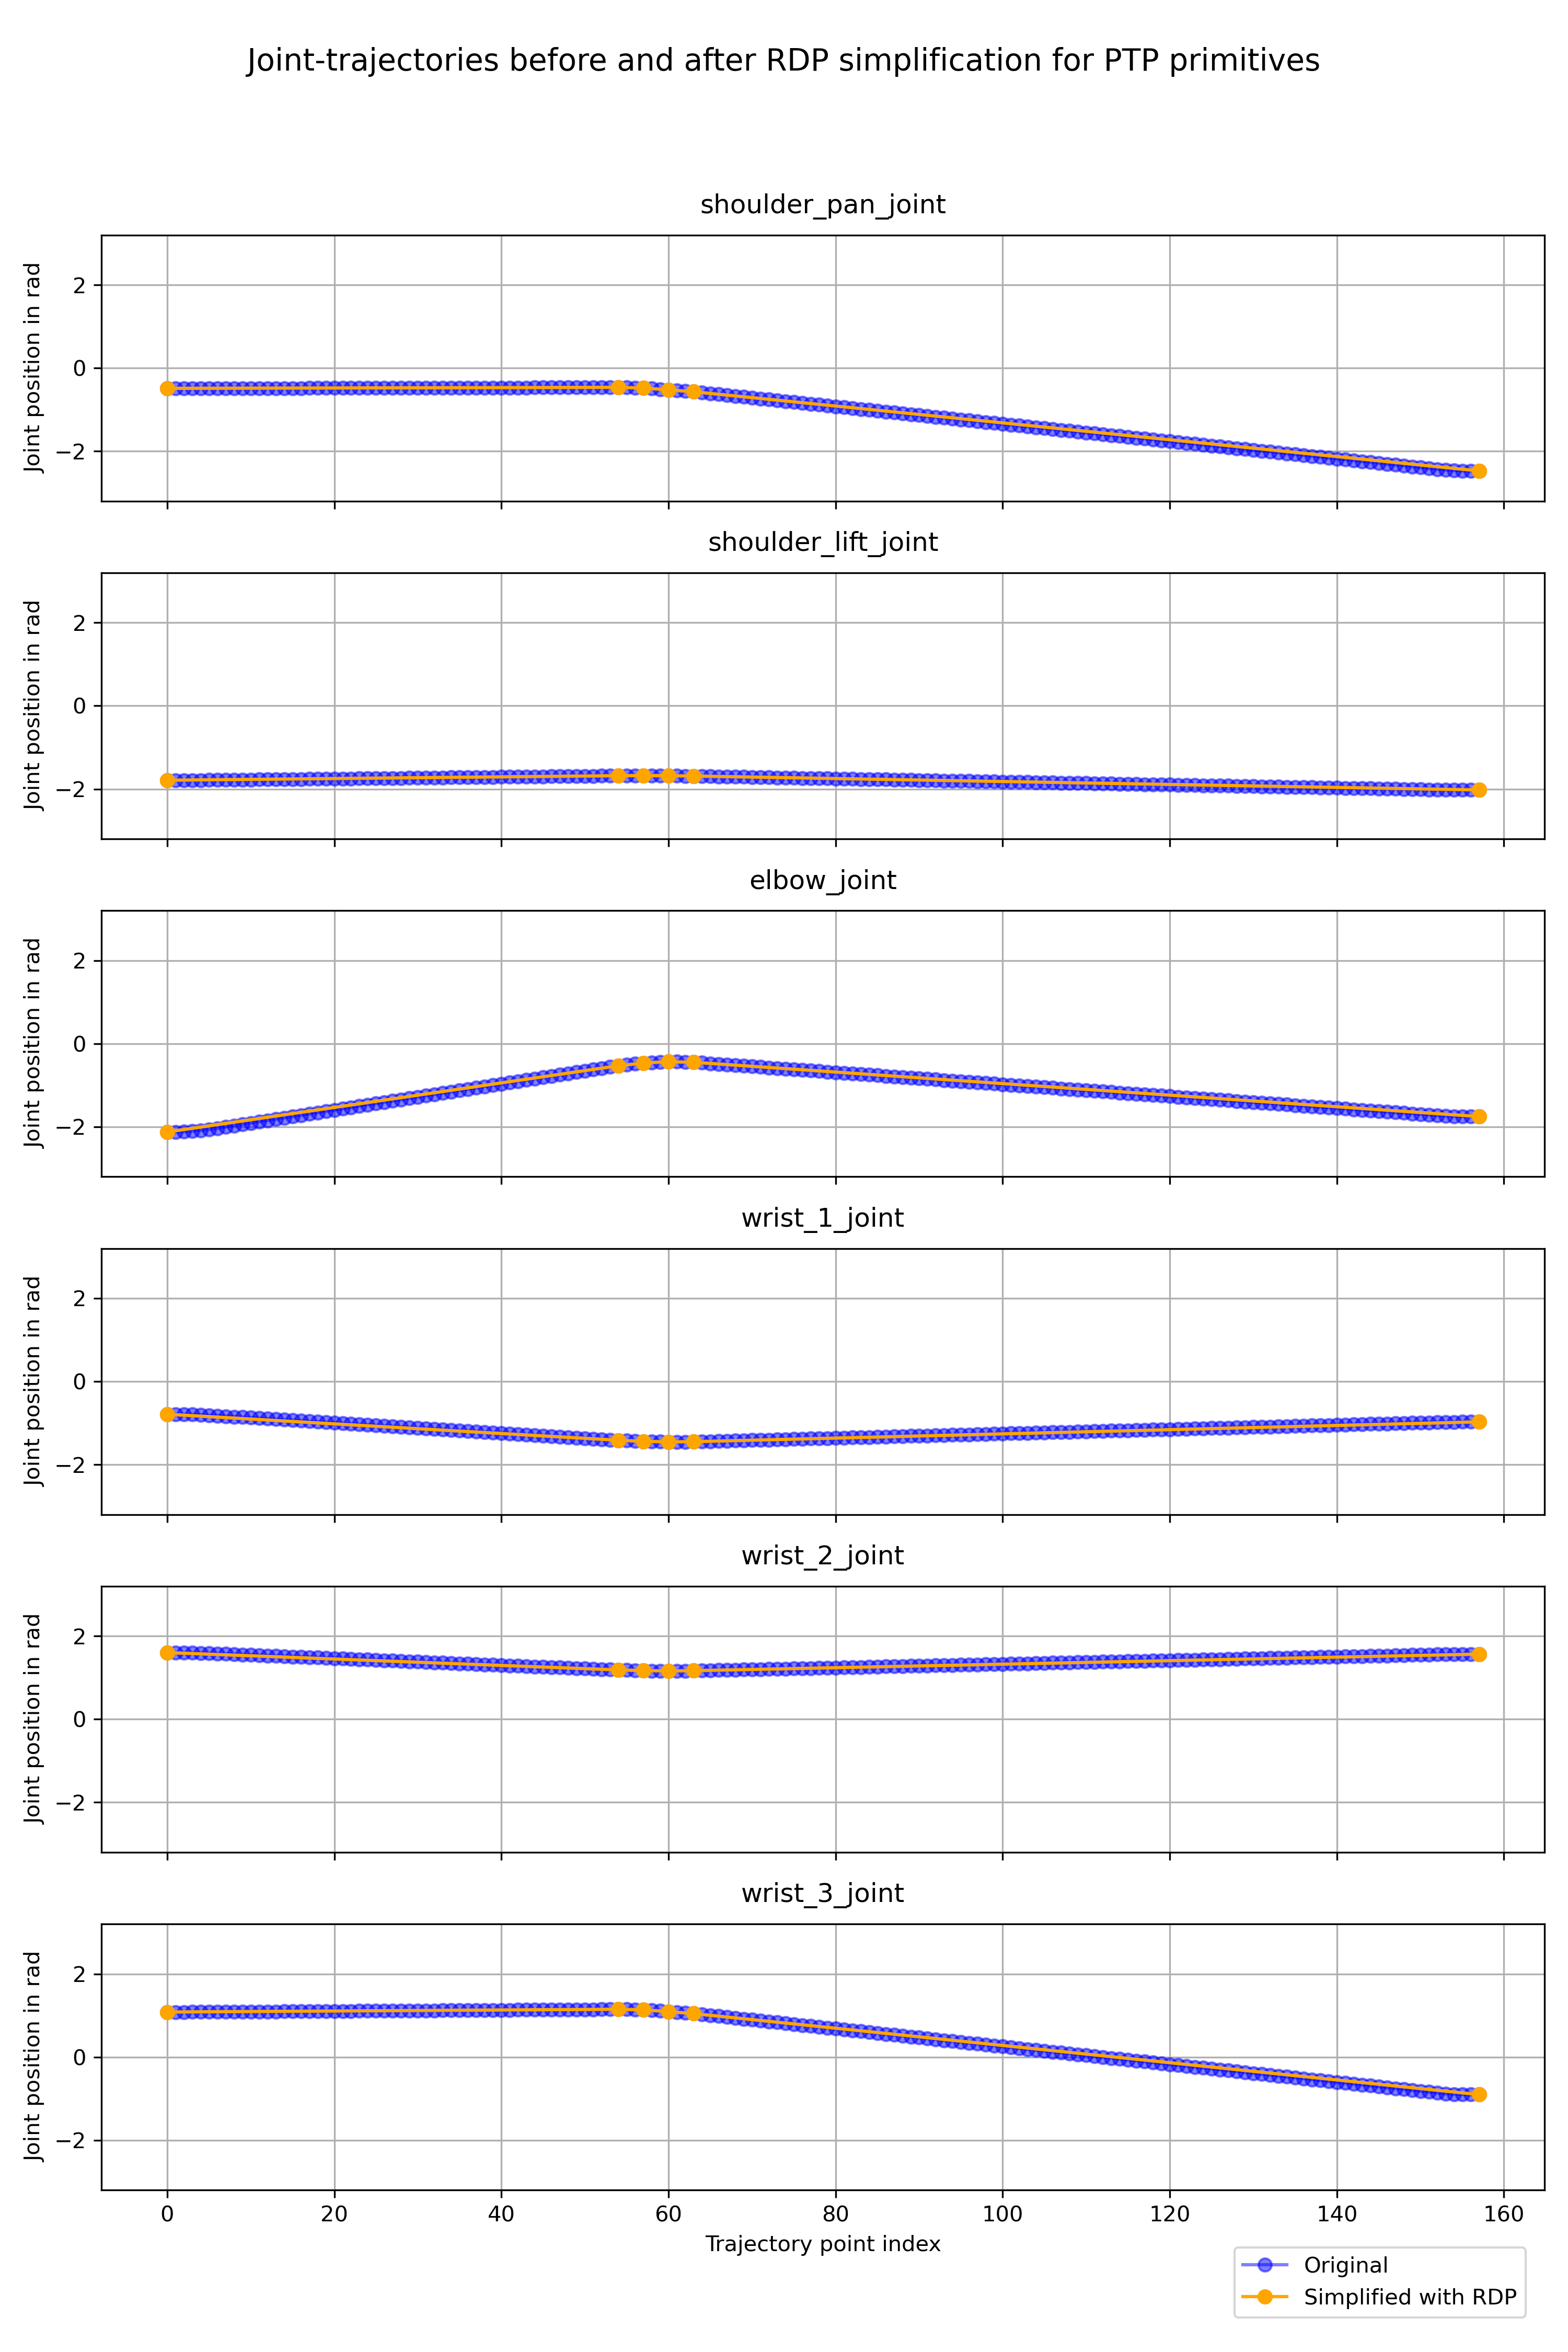 Joint-trajectories before and after RDP simplification for PTP primitives
shoulder_pan_joint
Joint position in rad
2
0
−2
shoulder_lift_joint
Joint position in rad
2
0
−2
elbow_joint
Joint position in rad
2
0
−2
wrist_1_joint
Joint position in rad
2
0
−2
wrist_2_joint
Joint position in rad
2
0
−2
wrist_3_joint
Joint position in rad
2
0
−2
0 20 40 60 80 100 120 140 160
Trajectory point index
Original
Simplified with RDP